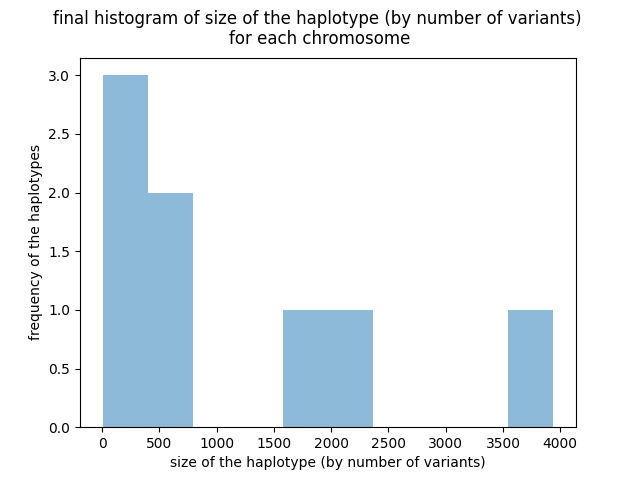 final histogram of size of the haplotype (by number of variants)
for each chromosome
frequency of the haplotypes
3.0
2.5
2.0
1.5
1.0
0.5
0.0
0 500 1000 1500 2000 2500 3000 3500 4000
size of the haplotype (by number of variants)